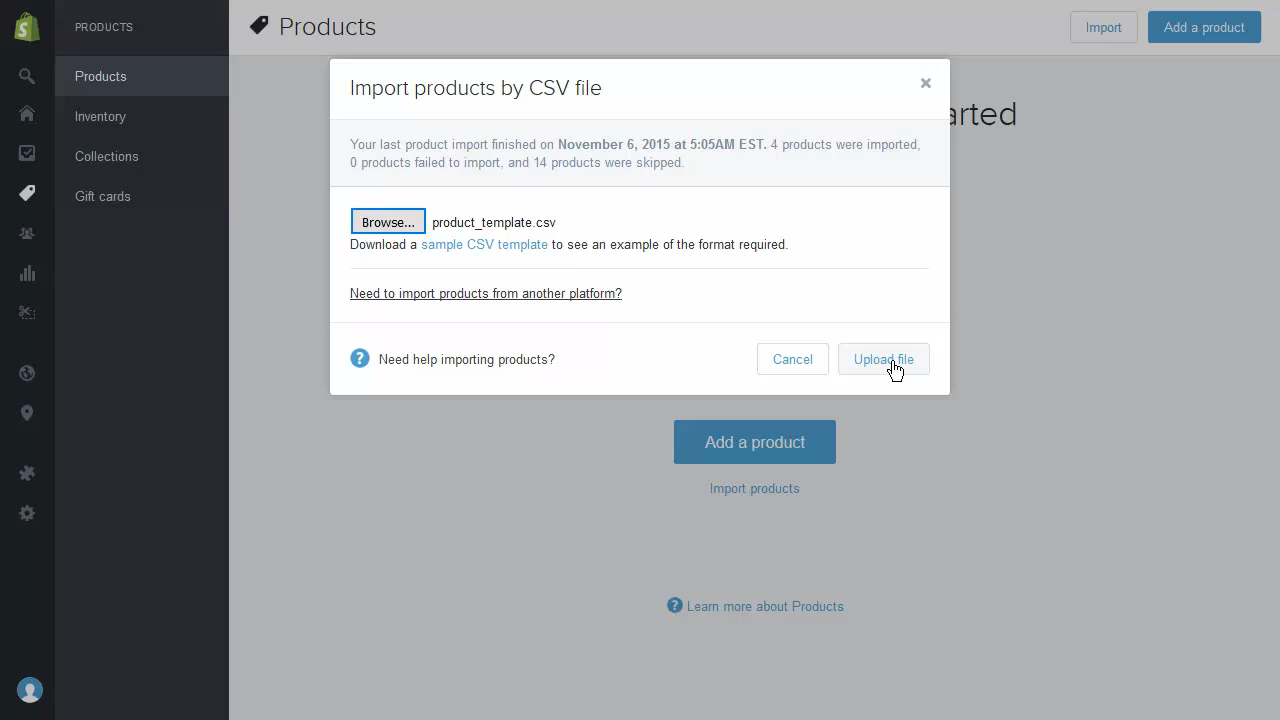 PRODUCTS
Products
Inventory
Collections
Gift cards
Products
Import
Add a product
arted
Import products by CSV file
Your last product import finished on November 6, 2015 at 5:05AM EST. 4 products were imported,
0 products failed to import, and 14 products were skipped.
Browse... product_template.csv
Download a sample CSV template to see an example of the format required.
Need to import products from another platform?
? Need help importing products?
Cancel
Upload file
Add a product
Import products
? Learn more about Products